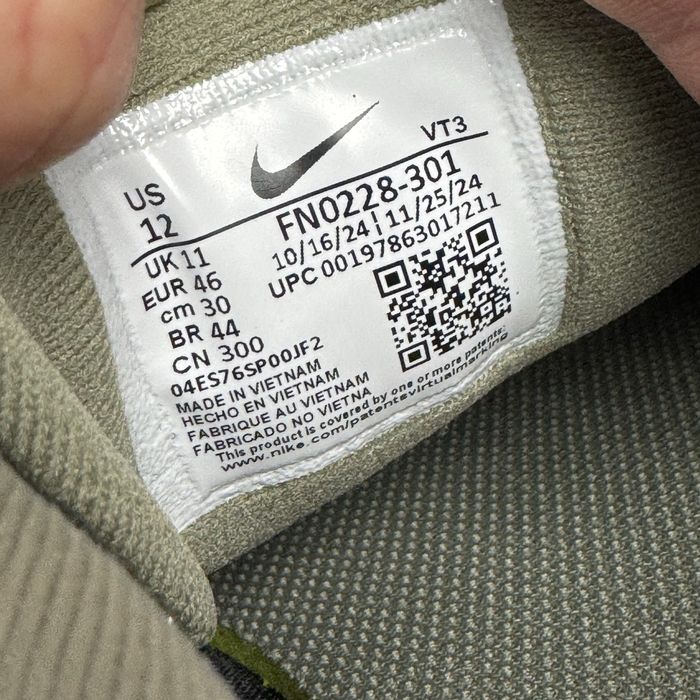 VT3
US
12
FN0228-301
10/16/24 | 11/25/24
UPC 00197863017211
UK 11
EUR 46
cm 30
BR 44
CN 300
04ES76SP00JF2
MADE IN VIETNAM
HECHO EN VIETNAM
FABRIQUE AU VIETNAM
FABRICADO NO VIETNA
This product is covered by one or more patents:
www.nike.com/patentsvirtualmarking